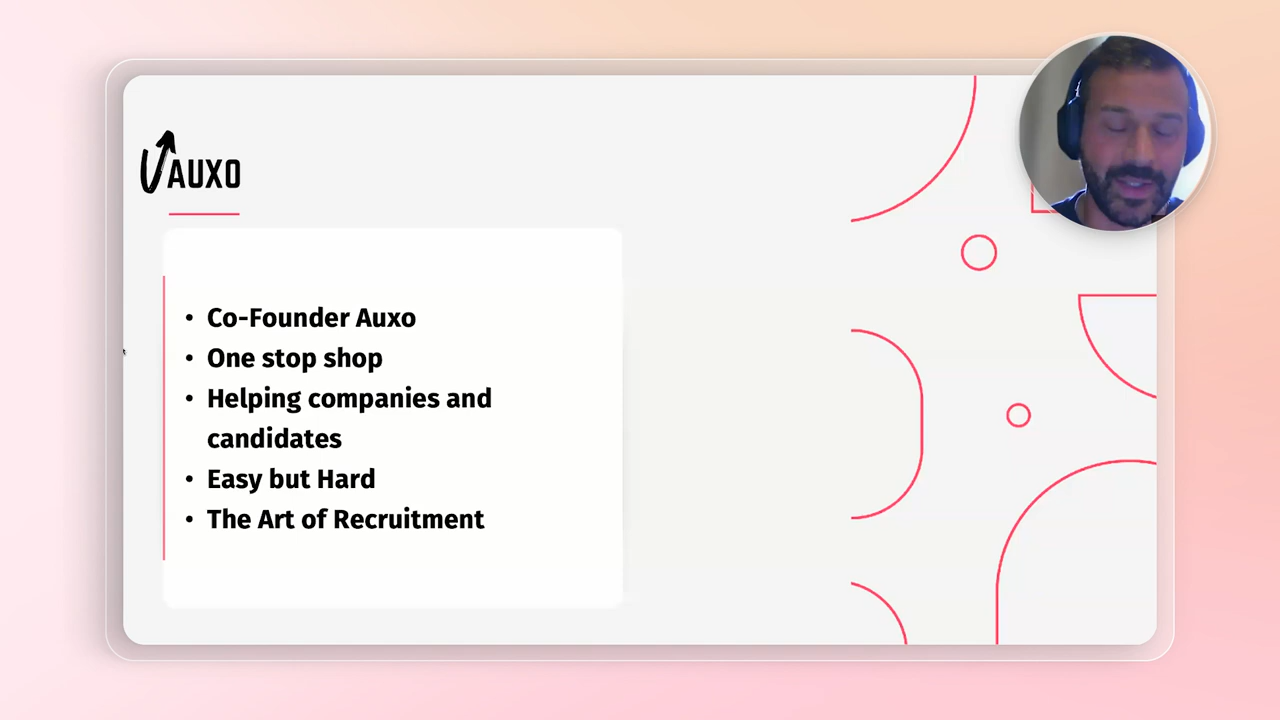 AUXO
• Co-Founder Auxo
• One stop shop
• Helping companies and
candidates
• Easy but Hard
• The Art of Recruitment